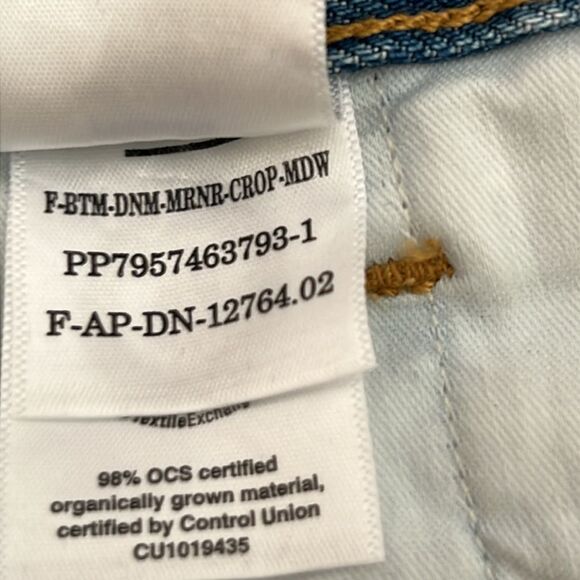 F-BTM-DNM-MRNR-CROP-MDW
PP7957463793-1
F-AP-DN-12764.02
98% OCS certified
organically grown material,
certified by Control Union
CU1019435